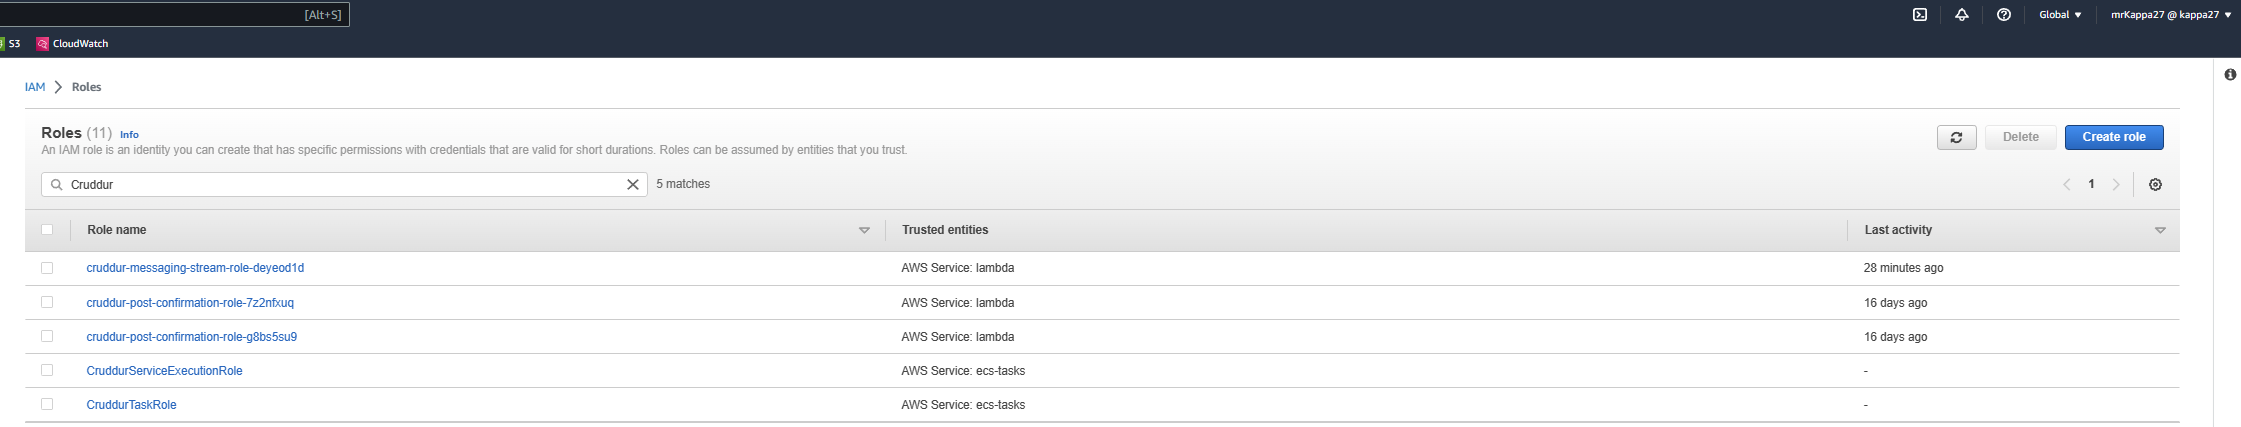 [Alt+S] Global mrKappa27 @ kappa27
S3 CloudWatch
IAM Roles
Roles (11) Info
Delete Create role
An IAM role is an identity you can create that has specific permissions with credentials that are valid for short durations. Roles can be assumed by entities that you trust.
Cruddur 5 matches 1
Role name Trusted entities Last activity
cruddur-messaging-stream-role-deyeod1d AWS Service: lambda 28 minutes ago
cruddur-post-confirmation-role-7z2nfxuq AWS Service: lambda 16 days ago
cruddur-post-confirmation-role-g8bs5su9 AWS Service: lambda 16 days ago
CruddurServiceExecutionRole AWS Service: ecs-tasks -
CruddurTaskRole AWS Service: ecs-tasks -